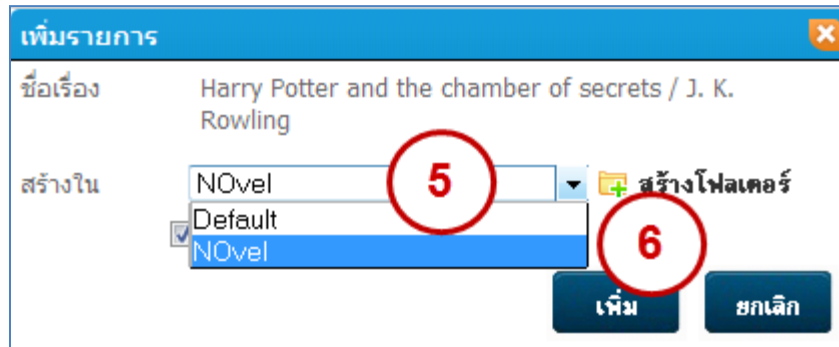 เพิ่มรายการ
ชื่อเรื่อง Harry Potter and the chamber of secrets / J. K.
Rowling
สร้างใน NOvel 5 สร้างโฟลเดอร์
Default
NOvel 6
เพิ่ม ยกเลิก